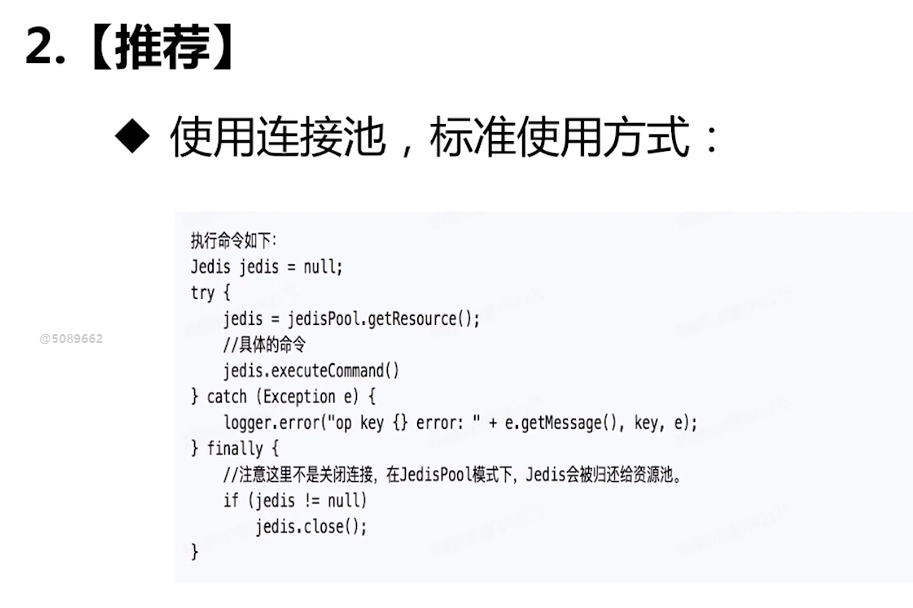 2.【推荐】
◆ 使用连接池，标准使用方式：
执行命令如下：
Jedis jedis = null;
try {
    jedis = jedisPool.getResource();
    //具体的命令
    jedis.executeCommand()
} catch (Exception e) {
    logger.error("op key {} error: " + e.getMessage(), key, e);
} finally {
    //注意这里不是关闭连接，在JedisPool模式下，Jedis会被归还给资源池。
    if (jedis != null)
        jedis.close();
}
@5089662